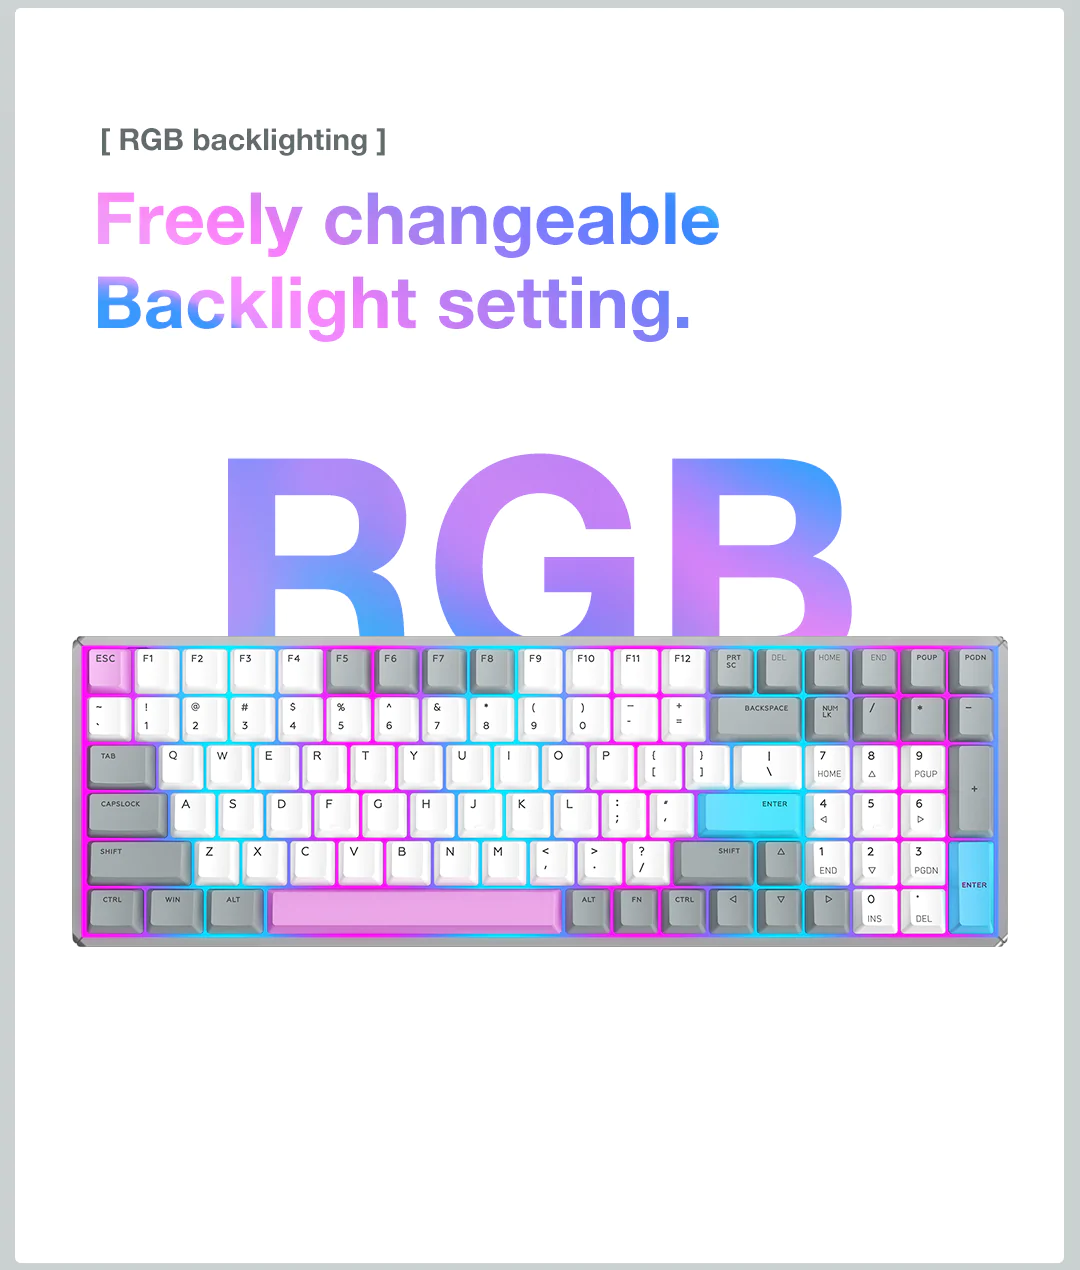 [ RGB backlighting ]
Freely changeable
Backlight setting.
RGB
ESC F1 F2 F3 F4 F5 F6 F7 F8 F9 F10 F11 F12 PRT SC DEL HOME END PGUP PGDN
~ ` ! 1 @ 2 # 3 $ 4 % 5 ^ 6 & 7 * 8 ( 9 ) 0 — - + = BACKSPACE NUM LK / * −
TAB Q W E R T Y U I O P { [ } ] | \ 7 HOME 8 △ 9 PGUP +
CAPSLOCK A S D F G H J K L : ; " , ENTER 4 ◁ 5 6 ▷
SHIFT Z X C V B N M < , > . ? / SHIFT △ 1 END 2 ▽ 3 PGDN ENTER
CTRL WIN ALT ALT FN CTRL ◁ ▽ ▷ 0 INS . DEL